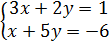 {3x + 2y = 1
x + 5y = −6